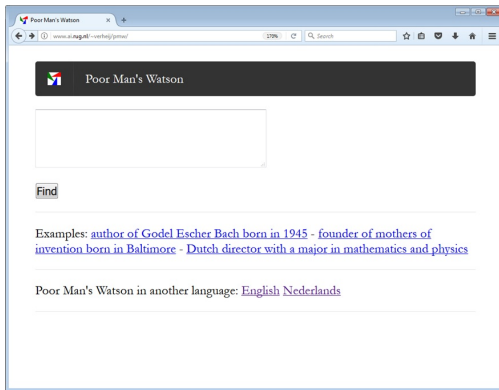 Poor Man's Watson
www.ai.rug.nl/~verheij/pmw/
170%
Search
Poor Man's Watson
Find
Examples: author of Godel Escher Bach born in 1945 - founder of mothers of
invention born in Baltimore - Dutch director with a major in mathematics and physics
Poor Man's Watson in another language: English Nederlands